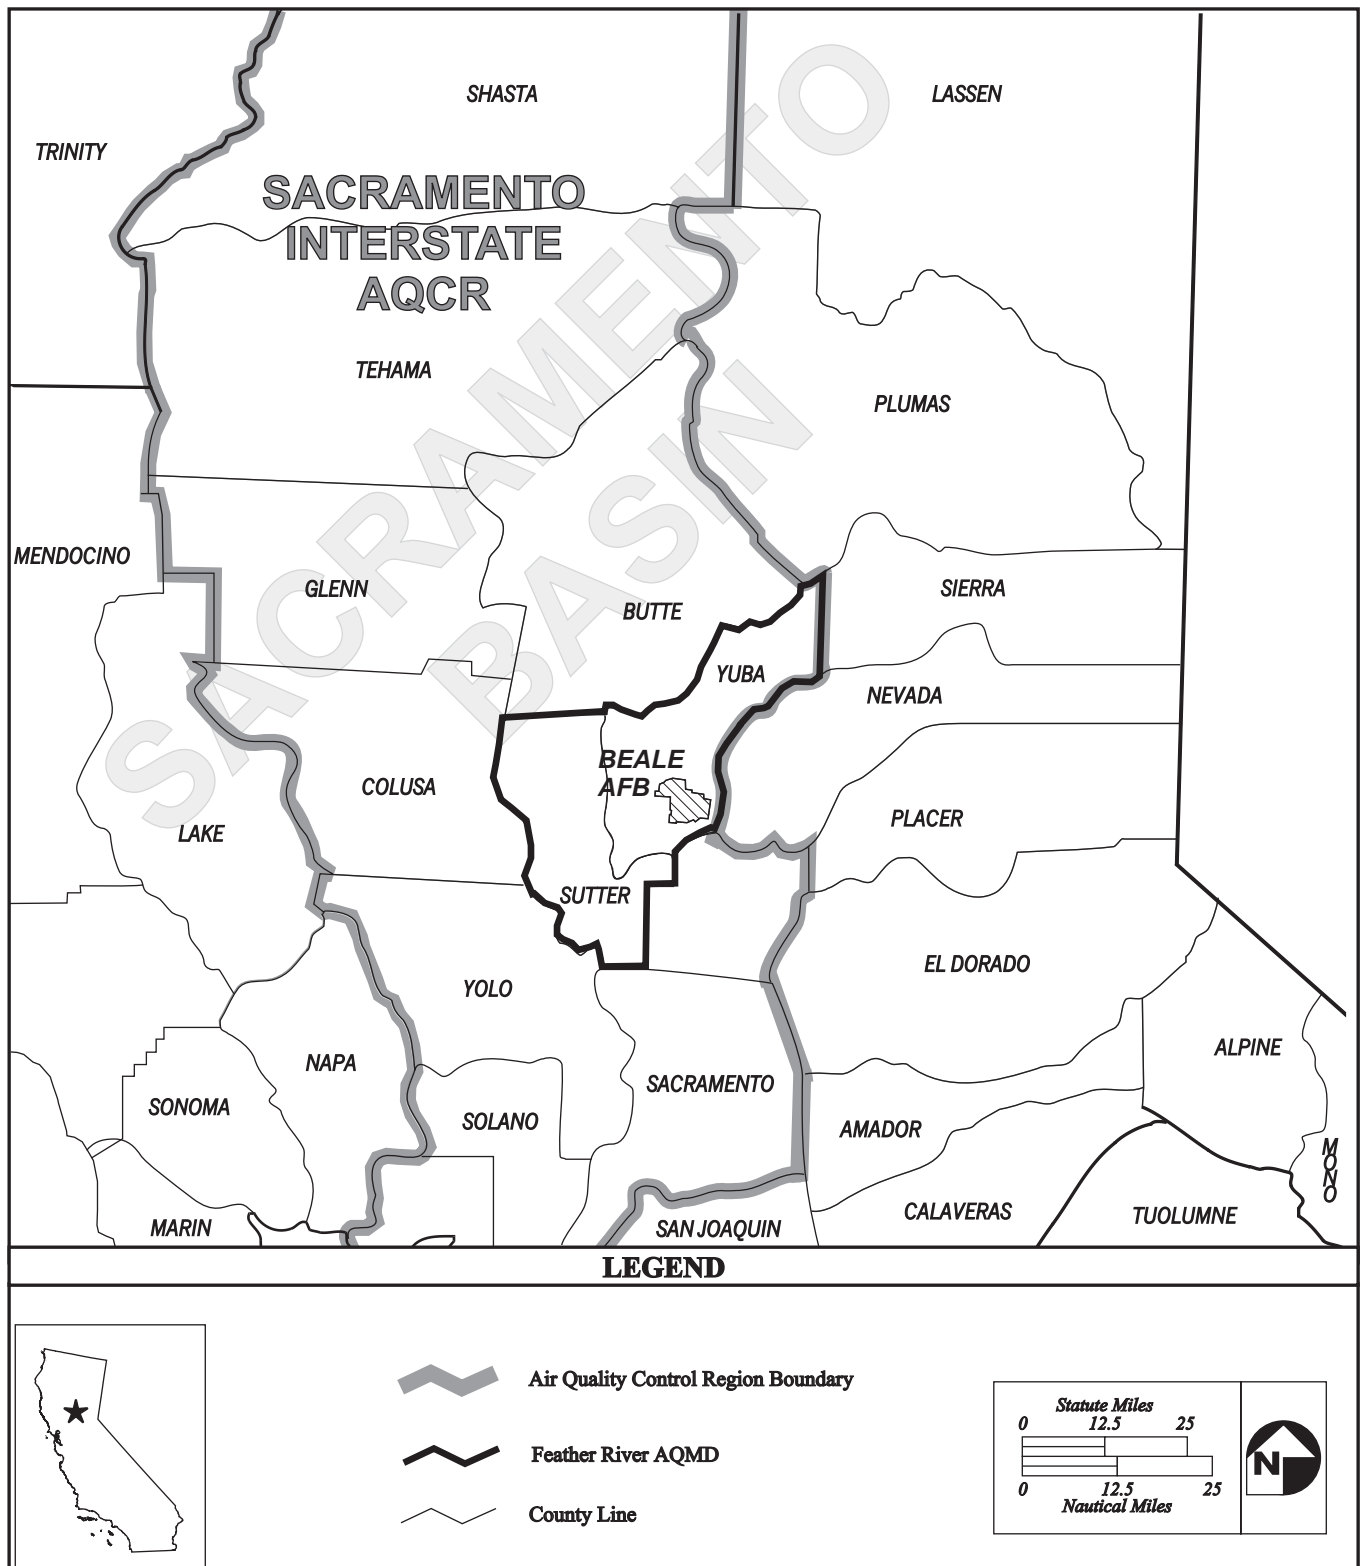 SHASTA
LASSEN
TRINITY
SACRAMENTO
INTERSTATE
AQCR
SACRAMENTO
BASIN
TEHAMA
PLUMAS
MENDOCINO
GLENN
BUTTE
SIERRA
YUBA
NEVADA
BEALE
AFB
COLUSA
LAKE
PLACER
SUTTER
YOLO
EL DORADO
NAPA
ALPINE
SACRAMENTO
SONOMA
SOLANO
AMADOR
MONO
MARIN
SAN JOAQUIN
CALAVERAS
TUOLUMNE
LEGEND
Air Quality Control Region Boundary
Feather River AQMD
County Line
Statute Miles
0 12.5 25
0 12.5 25
Nautical Miles
N